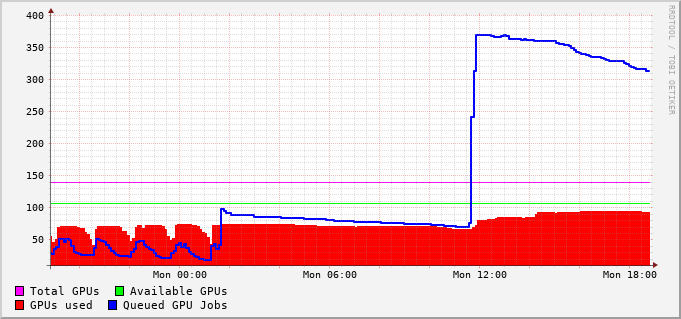 400
350
300
250
200
150
100
50
Mon 00:00 Mon 06:00 Mon 12:00 Mon 18:00
Total GPUs Available GPUs
GPUs used Queued GPU Jobs
RRDTOOL / TOBI OETIKER